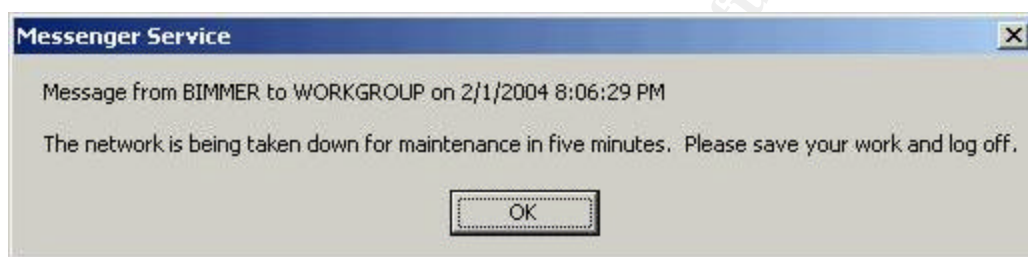 Messenger Service
Message from BIMMER to WORKGROUP on 2/1/2004 8:06:29 PM
The network is being taken down for maintenance in five minutes.  Please save your work and log off.
OK